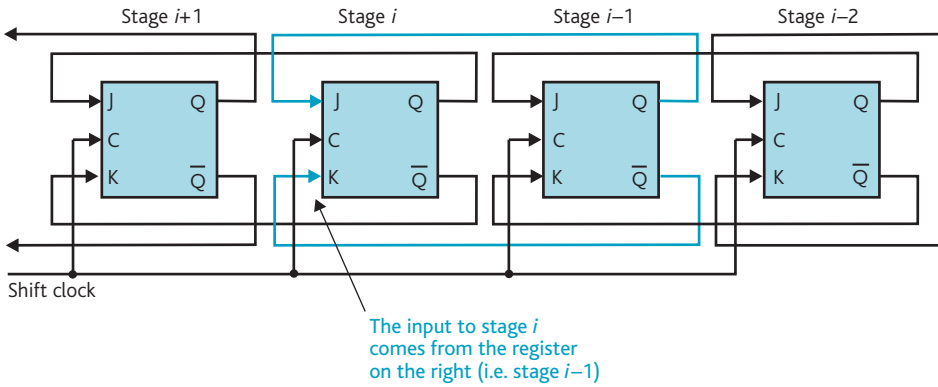 Stage i+1 Stage i Stage i–1 Stage i–2
J Q J Q J Q J Q
C C C C
K Q̅ K Q̅ K Q̅ K Q̅
Shift clock
The input to stage i
comes from the register
on the right (i.e. stage i–1)